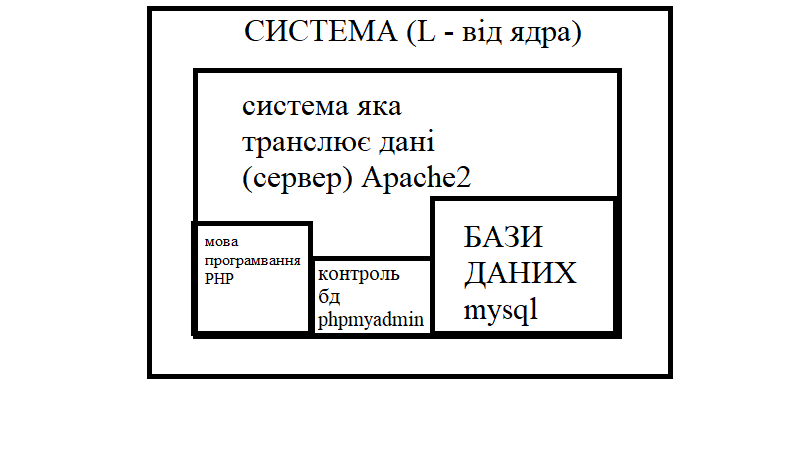 СИСТЕМА (L - від ядра)
система яка
транслює дані
(сервер) Apache2
мова
програмвання
PHP
контроль
бд
phpmyadmin
БАЗИ
ДАНИХ
mysql